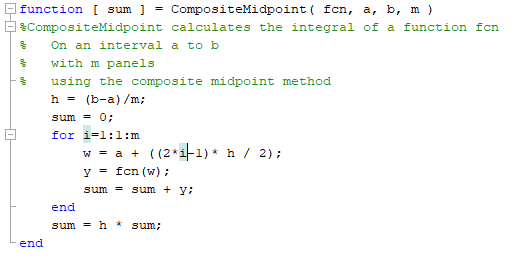 function [ sum ] = CompositeMidpoint( fcn, a, b, m )
%CompositeMidpoint calculates the integral of a function fcn
%   On an interval a to b
%   with m panels
%   using the composite midpoint method
    h = (b-a)/m;
    sum = 0;
    for i=1:1:m
        w = a + ((2*i-1)* h / 2);
        y = fcn(w);
        sum = sum + y;
    end
    sum = h * sum;
end